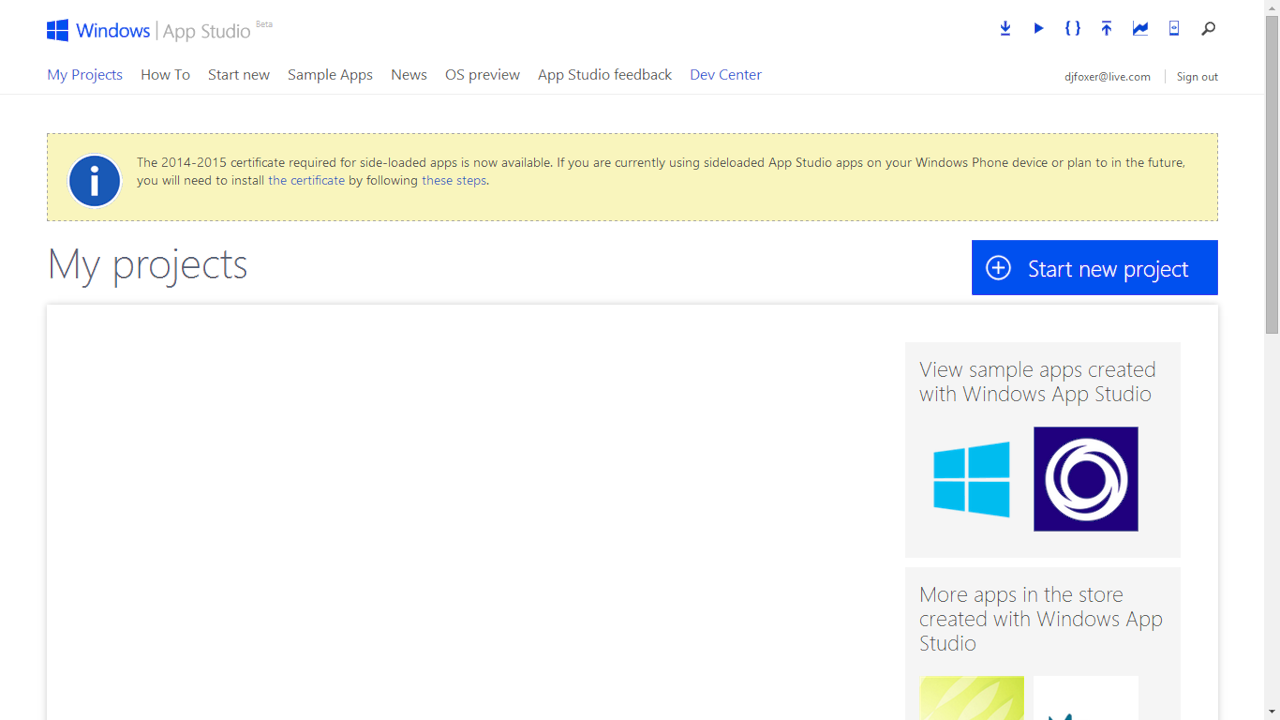 Windows | App Studio Beta
My Projects How To Start new Sample Apps News OS preview App Studio feedback Dev Center
djfoxer@live.com | Sign out
The 2014-2015 certificate required for side-loaded apps is now available. If you are currently using sideloaded App Studio apps on your Windows Phone device or plan to in the future,
you will need to install the certificate by following these steps.
My projects
Start new project
View sample apps created
with Windows App Studio
More apps in the store
created with Windows App
Studio